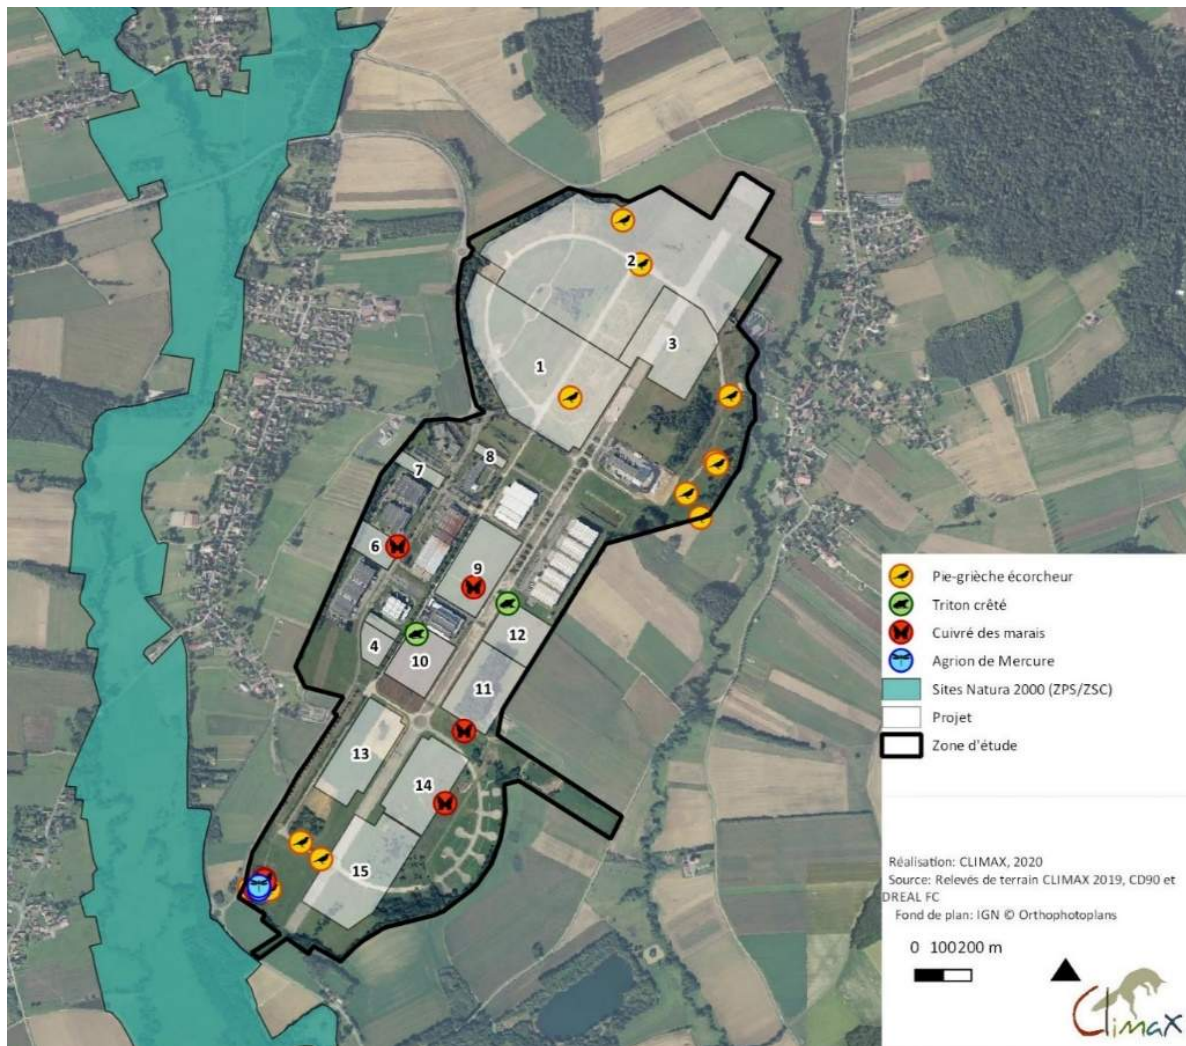 2
3
1
8
7
6
9
12
4
10
11
13
14
15
Pie-grièche écorcheur
Triton crêté
Cuivré des marais
Agrion de Mercure
Sites Natura 2000 (ZPS/ZSC)
Projet
Zone d'étude
Réalisation: CLIMAX, 2020
Source: Relevés de terrain CLIMAX 2019, CD90 et
DREAL FC
Fond de plan: IGN © Orthophotoplans
0 100200 m
Climax